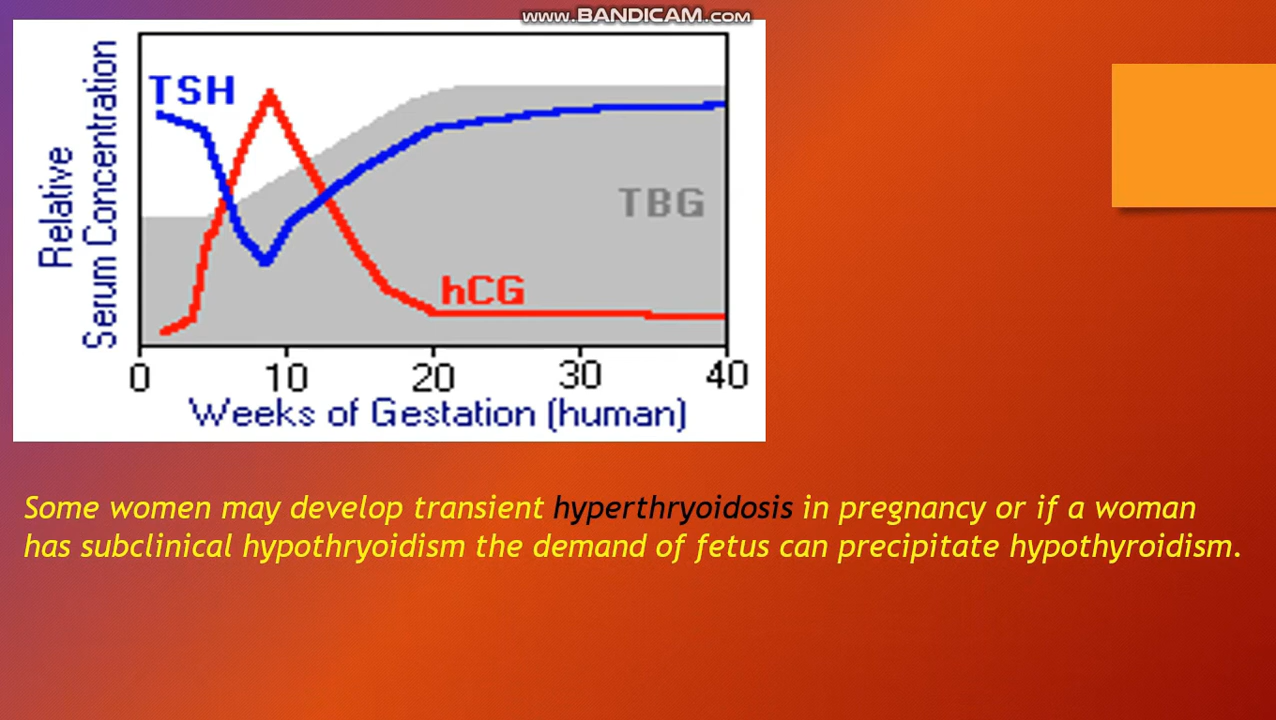 www.BANDICAM.com
TSH
TBG
hCG
Relative
Serum Concentration
0 10 20 30 40
Weeks of Gestation (human)
Some women may develop transient hyperthryoidosis in pregnancy or if a woman
has subclinical hypothryoidism the demand of fetus can precipitate hypothyroidism.